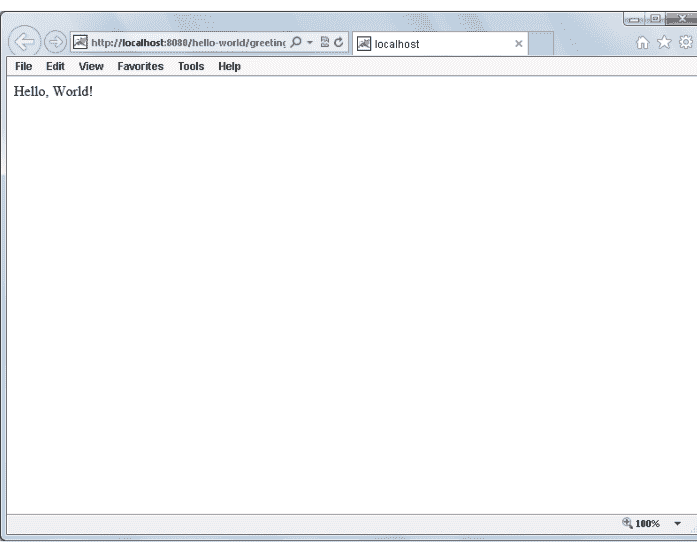 http://localhost:8080/hello-world/greeting
localhost
File Edit View Favorites Tools Help
Hello, World!
100%